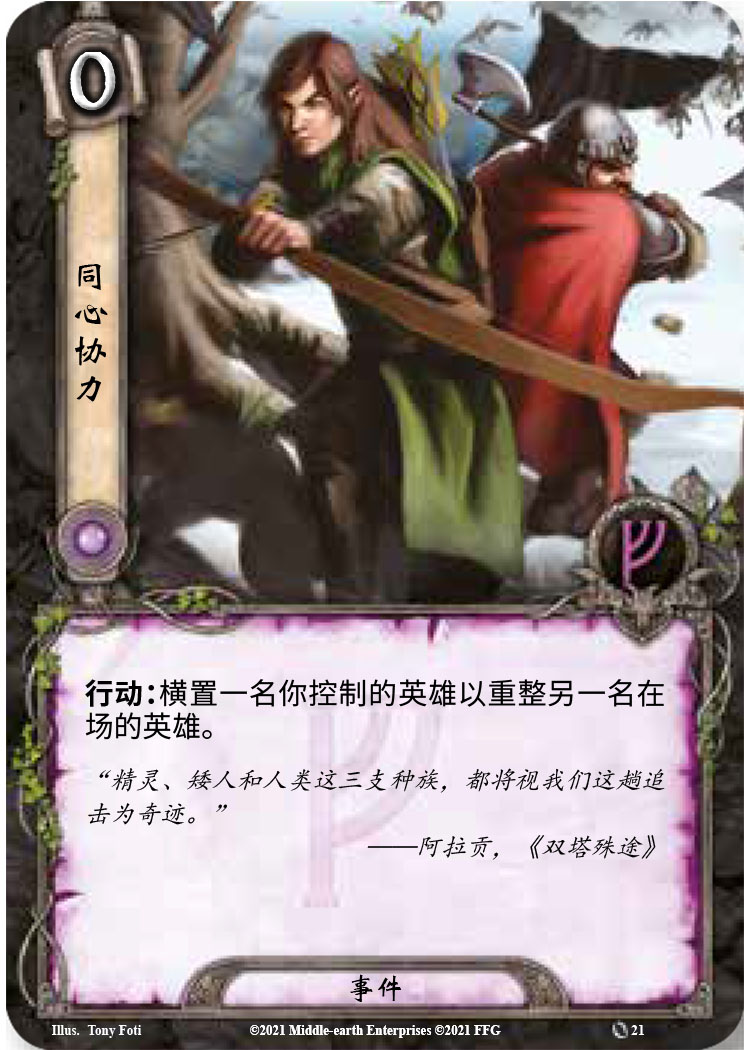 0
同心协力
行动：横置一名你控制的英雄以重整另一名在
场的英雄。
“精灵、矮人和人类这三支种族，都将视我们这趟追
击为奇迹。”
——阿拉贡，《双塔殊途》
事件
Illus. Tony Foti
©2021 Middle-earth Enterprises ©2021 FFG
21